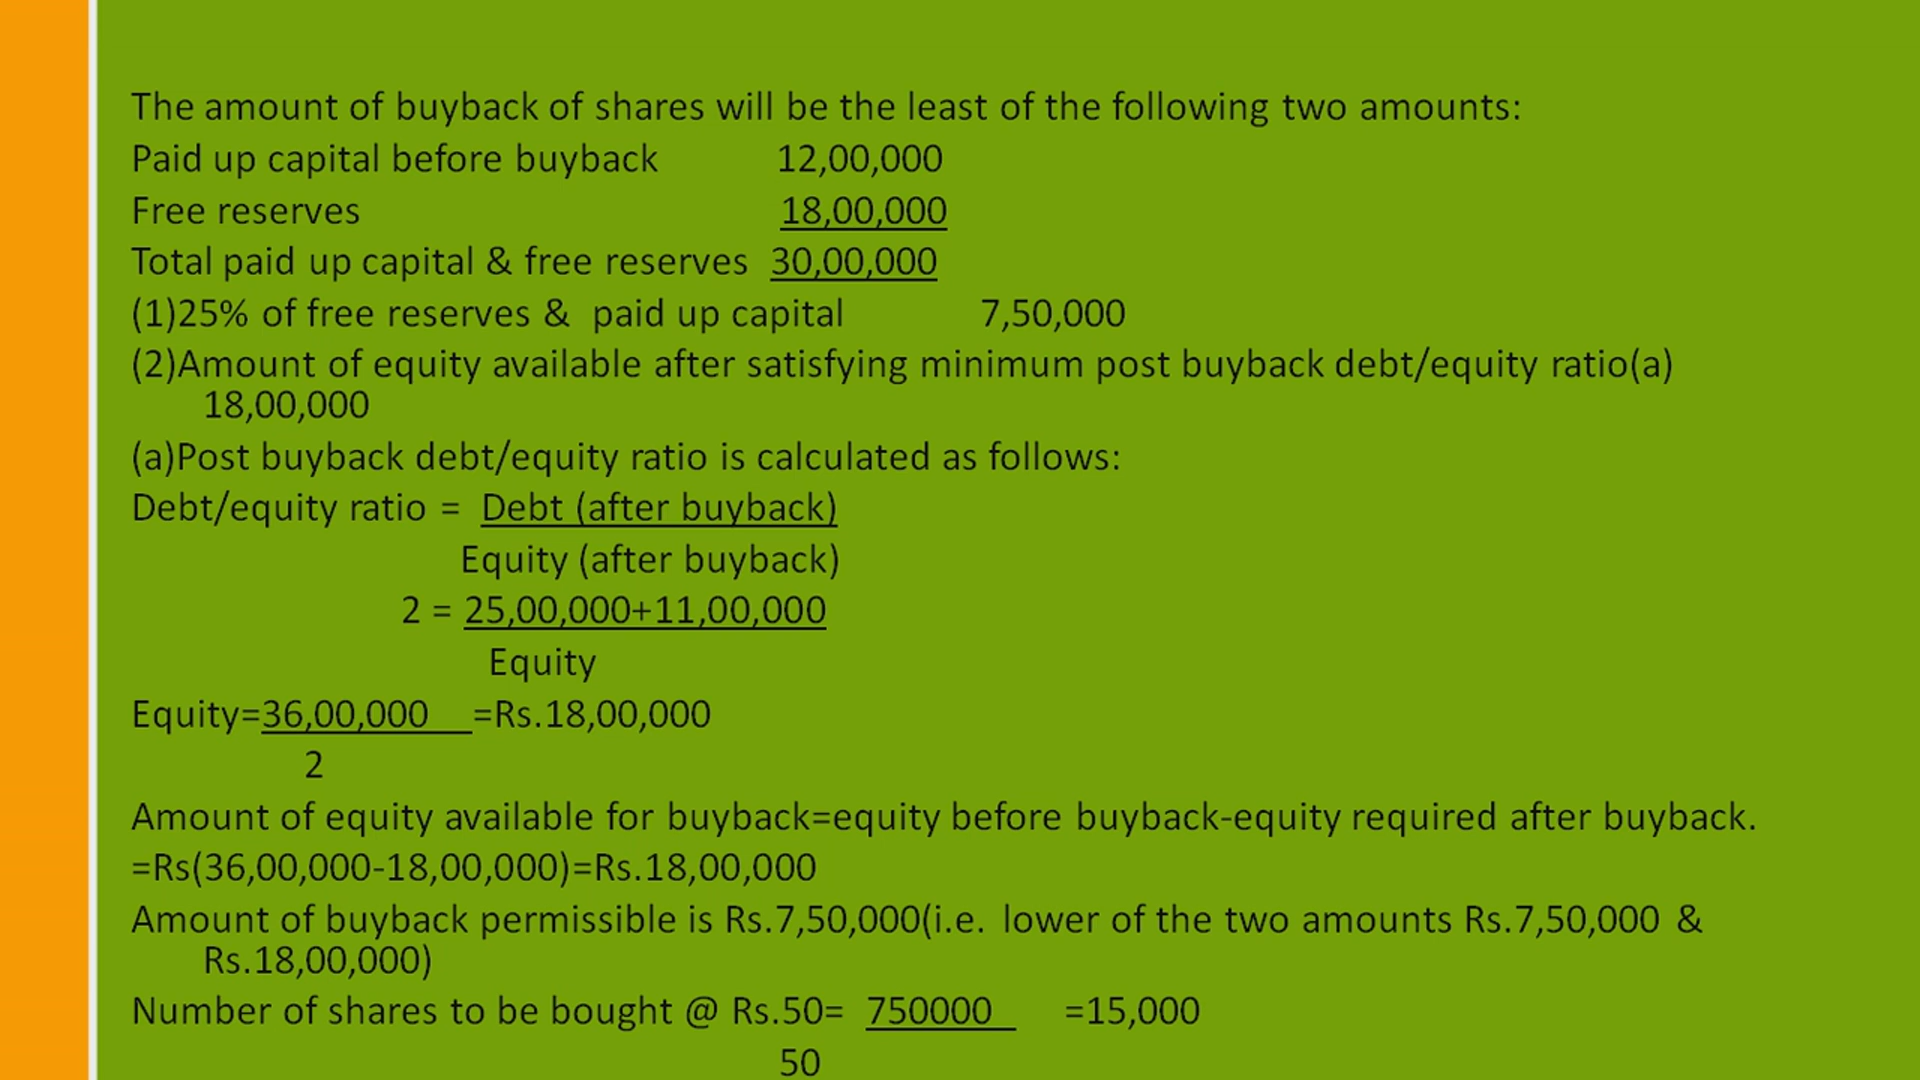 The amount of buyback of shares will be the least of the following two amounts:
Paid up capital before buyback 12,00,000
Free reserves 18,00,000
Total paid up capital & free reserves 30,00,000
(1)25% of free reserves & paid up capital 7,50,000
(2)Amount of equity available after satisfying minimum post buyback debt/equity ratio(a)
18,00,000
(a)Post buyback debt/equity ratio is calculated as follows:
Debt/equity ratio = Debt (after buyback)
Equity (after buyback)
2 = 25,00,000+11,00,000
Equity
Equity=36,00,000 =Rs.18,00,000
2
Amount of equity available for buyback=equity before buyback-equity required after buyback.
=Rs(36,00,000-18,00,000)=Rs.18,00,000
Amount of buyback permissible is Rs.7,50,000(i.e. lower of the two amounts Rs.7,50,000 &
Rs.18,00,000)
Number of shares to be bought @ Rs.50= 750000 =15,000
50